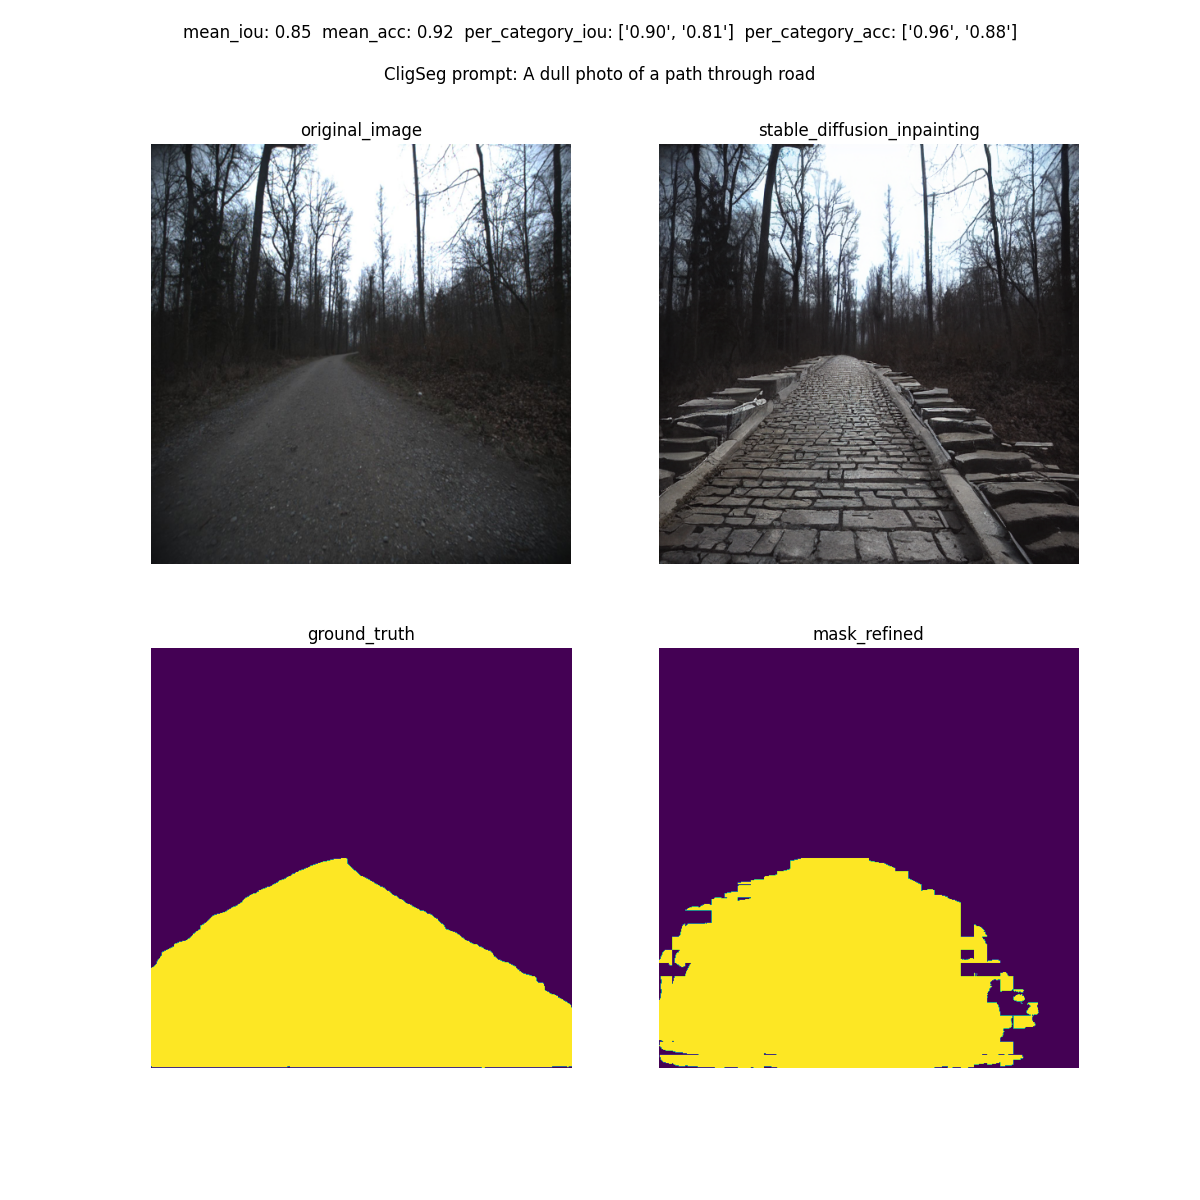 mean_iou: 0.85  mean_acc: 0.92  per_category_iou: ['0.90', '0.81']  per_category_acc: ['0.96', '0.88']
CligSeg prompt: A dull photo of a path through road
original_image
stable_diffusion_inpainting
ground_truth
mask_refined